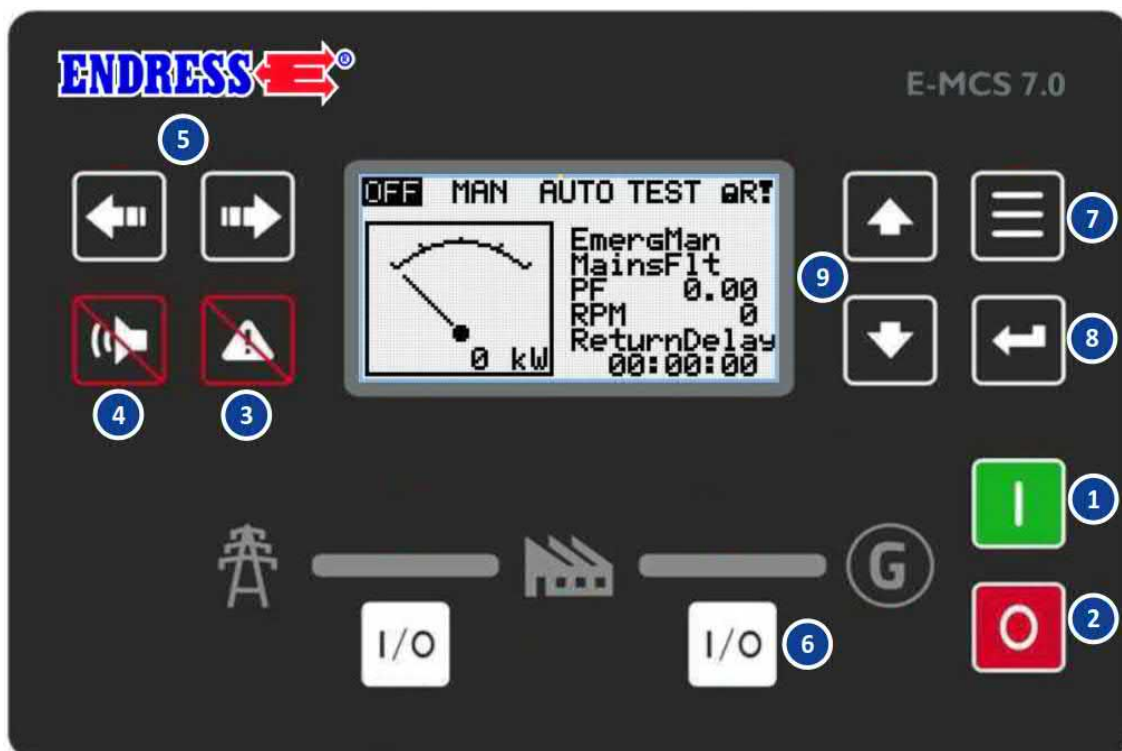 ENDRESS
E-MCS 7.0
5
OFF MAN AUTO TEST R!
EmergMan
MainsFlt
PF 0.00
RPM 0
ReturnDelay
00:00:00
0 kW
7
9
8
4
3
1
G
I/O
I/O
6
2